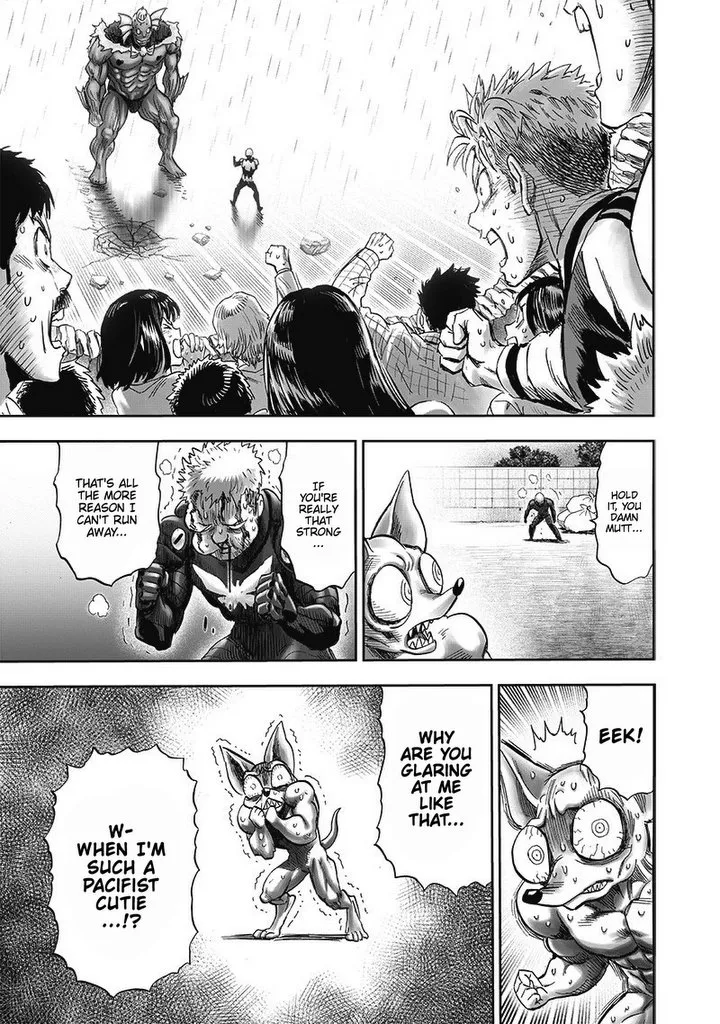 HOLD
IT, YOU
DAMN
MUTT...
IF
YOU'RE
REALLY
THAT
STRONG
...
THAT'S ALL
THE MORE
REASON I
CAN'T RUN
AWAY...
EEK!
WHY
ARE YOU
GLARING
AT ME
LIKE
THAT...
W-
WHEN I'M
SUCH A
PACIFIST
CUTIE
...!?